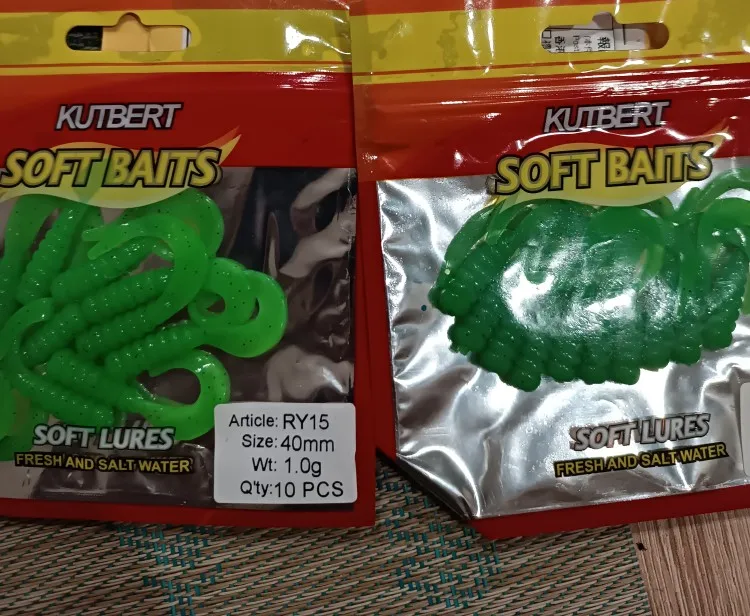 KUTBERT
SOFT BAITS
Article: RY15
Size: 40mm
Wt: 1.0g
Q'ty: 10 PCS
SOFT LURES
FRESH AND SALT WATER
KUTBERT
SOFT BAITS
SOFT LURES
FRESH AND SALT WATER